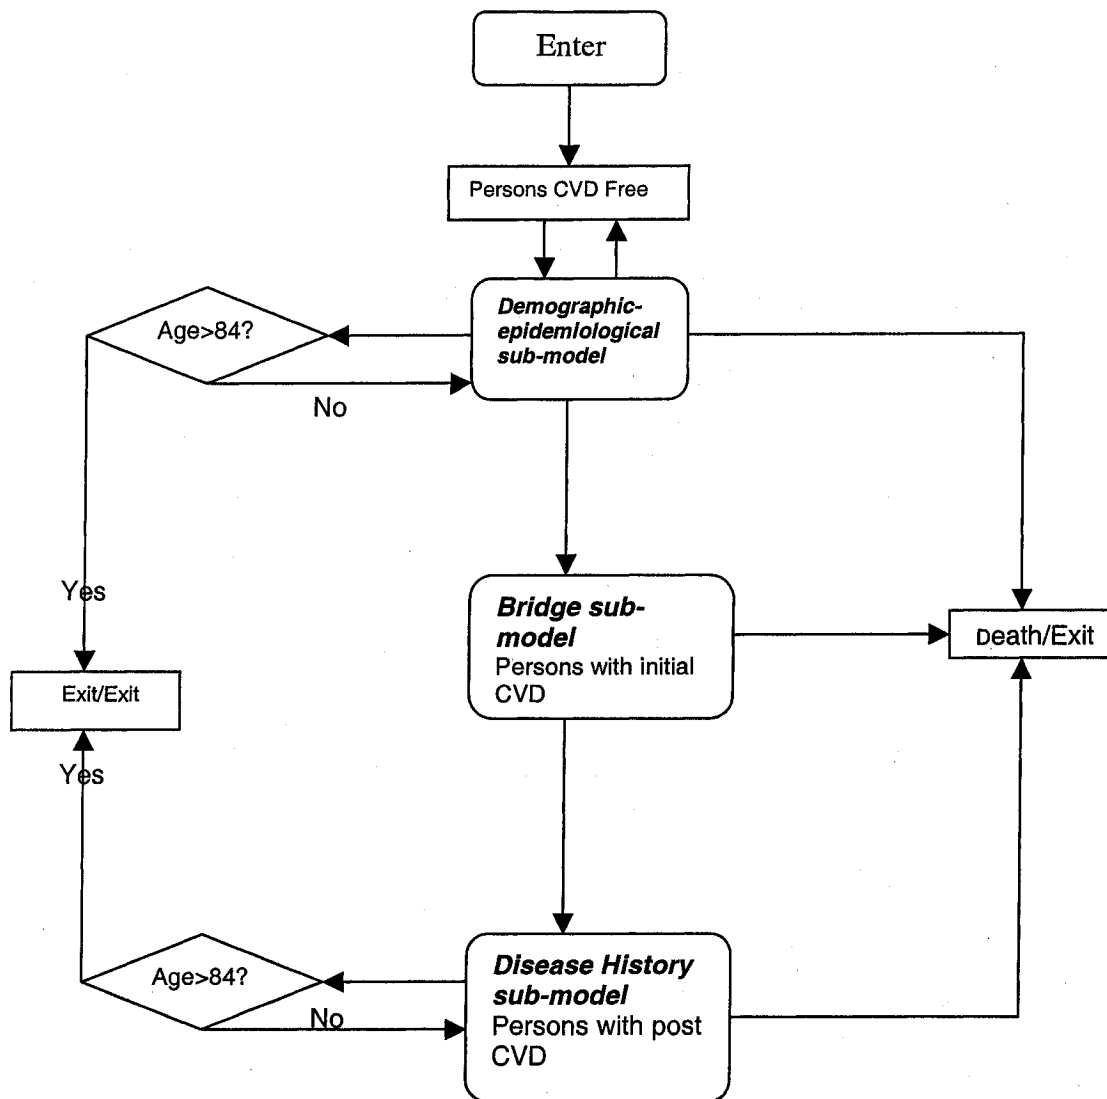 Enter
Persons CVD Free
Demographic-
epidemiological
sub-model
Age>84?
No
Yes
Bridge sub-
model
Persons with initial
CVD
Death/Exit
Exit/Exit
Yes
Age>84?
No
Disease History
sub-model
Persons with post
CVD